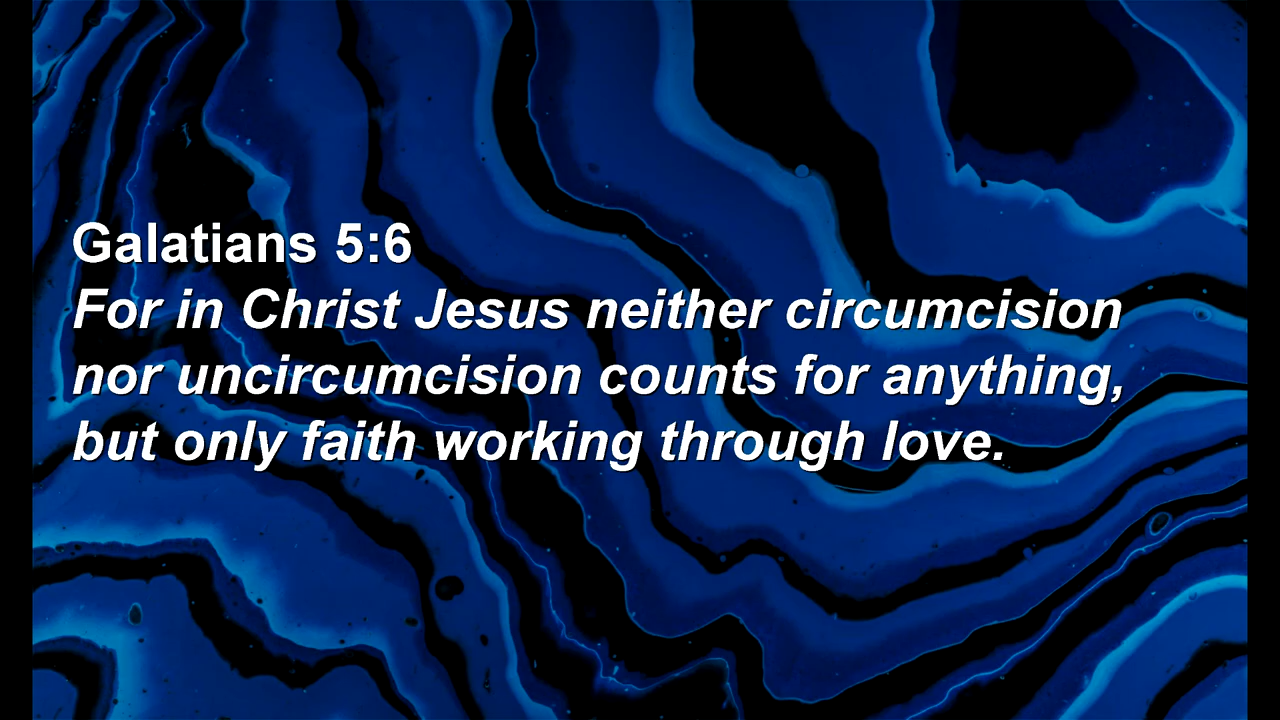 Galatians 5:6
For in Christ Jesus neither circumcision
nor uncircumcision counts for anything,
but only faith working through love.